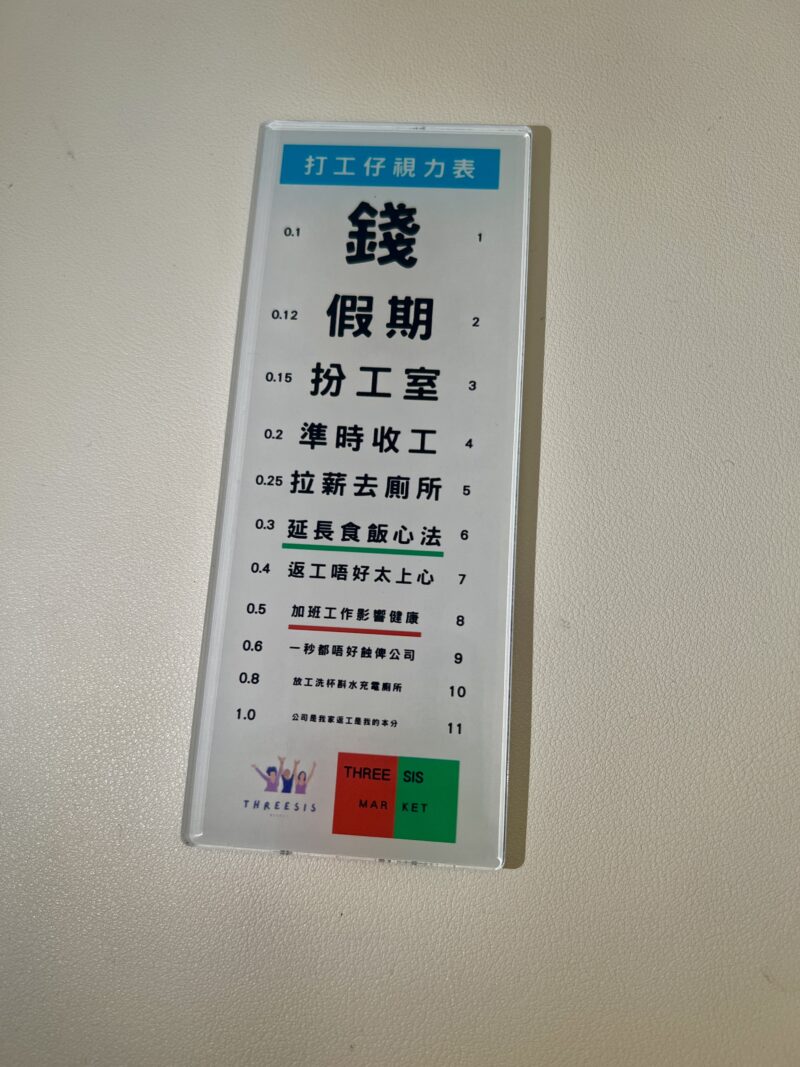 打工仔視力表
0.1 錢 1
0.12 假期 2
0.15 扮工室 3
0.2 準時收工 4
0.25 拉薪去廁所 5
0.3 延長食飯心法 6
0.4 返工唔好太上心 7
0.5 加班工作影響健康 8
0.6 一秒都唔好蝕俾公司 9
0.8 放工洗杯斟水充電廁所 10
1.0 公司是我家返工是我的本分 11
THREESIS
THREE SIS
MAR KET